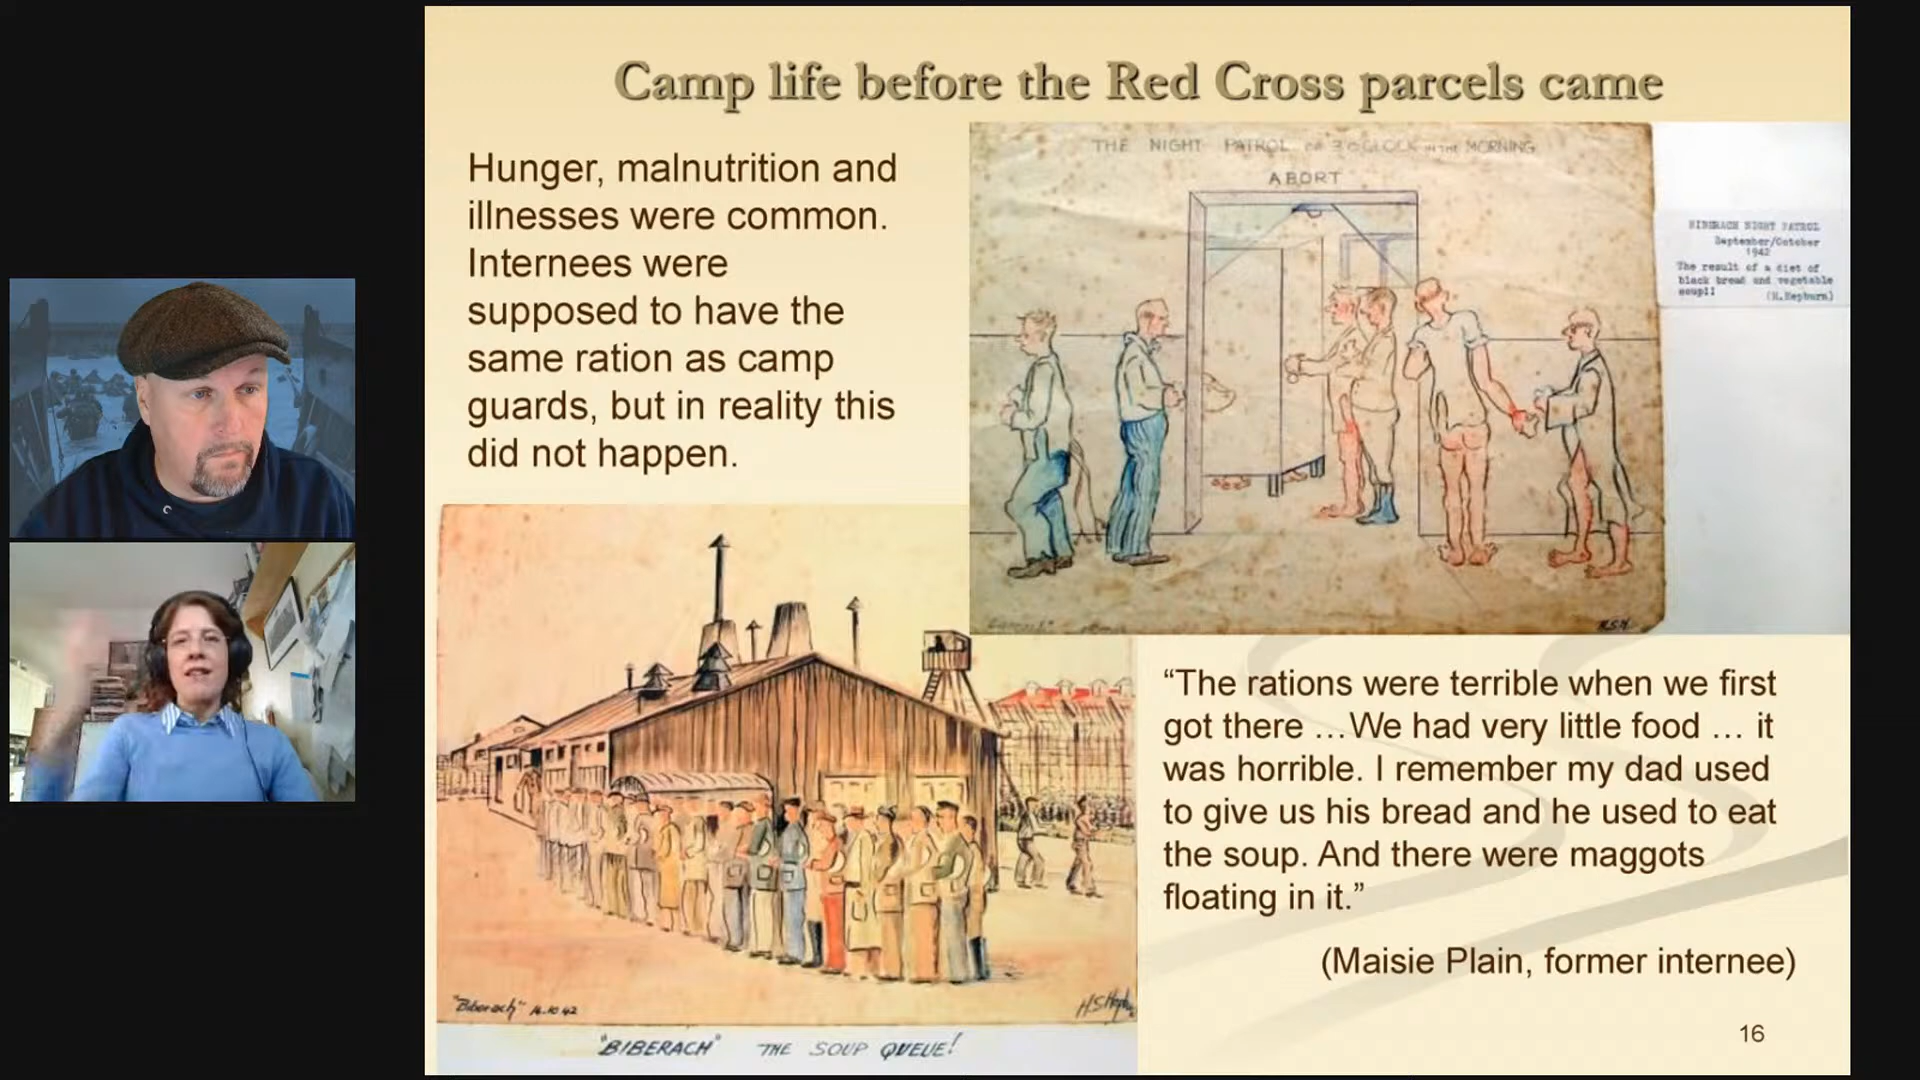 Camp life before the Red Cross parcels came
Hunger, malnutrition and
illnesses were common.
Internees were
supposed to have the
same ration as camp
guards, but in reality this
did not happen.
THE NIGHT PATROL or 3 O'CLOCK IN THE MORNING
ABORT
BIBERACH NIGHT PATROL
September/October
1942
The result of a diet of
black bread and vegetable
soup!!
(H.Hepburn)
"Biberach" 14.10.42
"BIBERACH" THE SOUP QUEUE!
“The rations were terrible when we first
got there …We had very little food … it
was horrible. I remember my dad used
to give us his bread and he used to eat
the soup. And there were maggots
floating in it.”
(Maisie Plain, former internee)
16